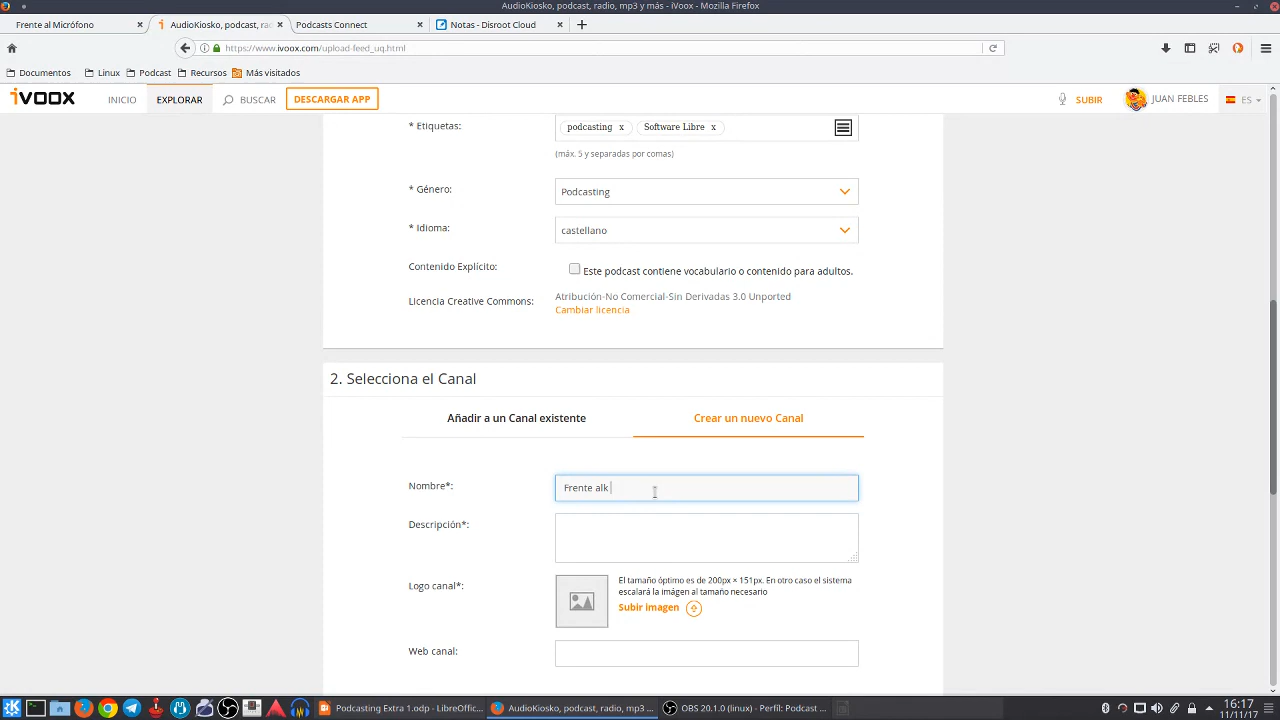 AudioKiosko, podcast, radio, mp3 y más - iVoox - Mozilla Firefox
Frente al Micrófono × AudioKiosko, podcast, ra × Podcasts Connect × Notas - Disroot Cloud × +
https://www.ivoox.com/upload-feed_uq.html
Documentos Linux Podcast Recursos Más visitados
iVOOX INICIO EXPLORAR BUSCAR DESCARGAR APP SUBIR JUAN FEBLES ES
* Etiquetas: podcasting x Software Libre x
(máx. 5 y separadas por comas)
* Género: Podcasting
* Idioma: castellano
Contenido Explícito: Este podcast contiene vocabulario o contenido para adultos.
Licencia Creative Commons: Atribución-No Comercial-Sin Derivadas 3.0 Unported
Cambiar licencia
2. Selecciona el Canal
Añadir a un Canal existente Crear un nuevo Canal
Nombre*: Frente alk
Descripción*:
Logo canal*: El tamaño óptimo es de 200px × 151px. En otro caso el sistema
escalará la imágen al tamaño necesario
Subir imagen
Web canal:
Podcasting Extra 1.odp - LibreOffic... AudioKiosko, podcast, radio, mp3 ... OBS 20.1.0 (linux) - Perfil: Podcast ... 16:17
11/11/17